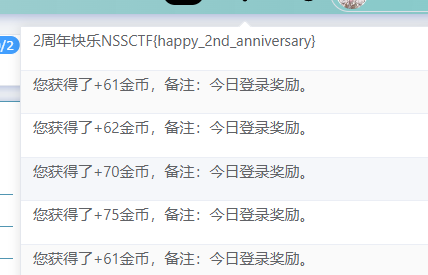 0/2
2周年快乐NSSCTF{happy_2nd_anniversary}
您获得了+61金币，备注：今日登录奖励。
您获得了+62金币，备注：今日登录奖励。
您获得了+70金币，备注：今日登录奖励。
您获得了+75金币，备注：今日登录奖励。
您获得了+61金币，备注：今日登录奖励。